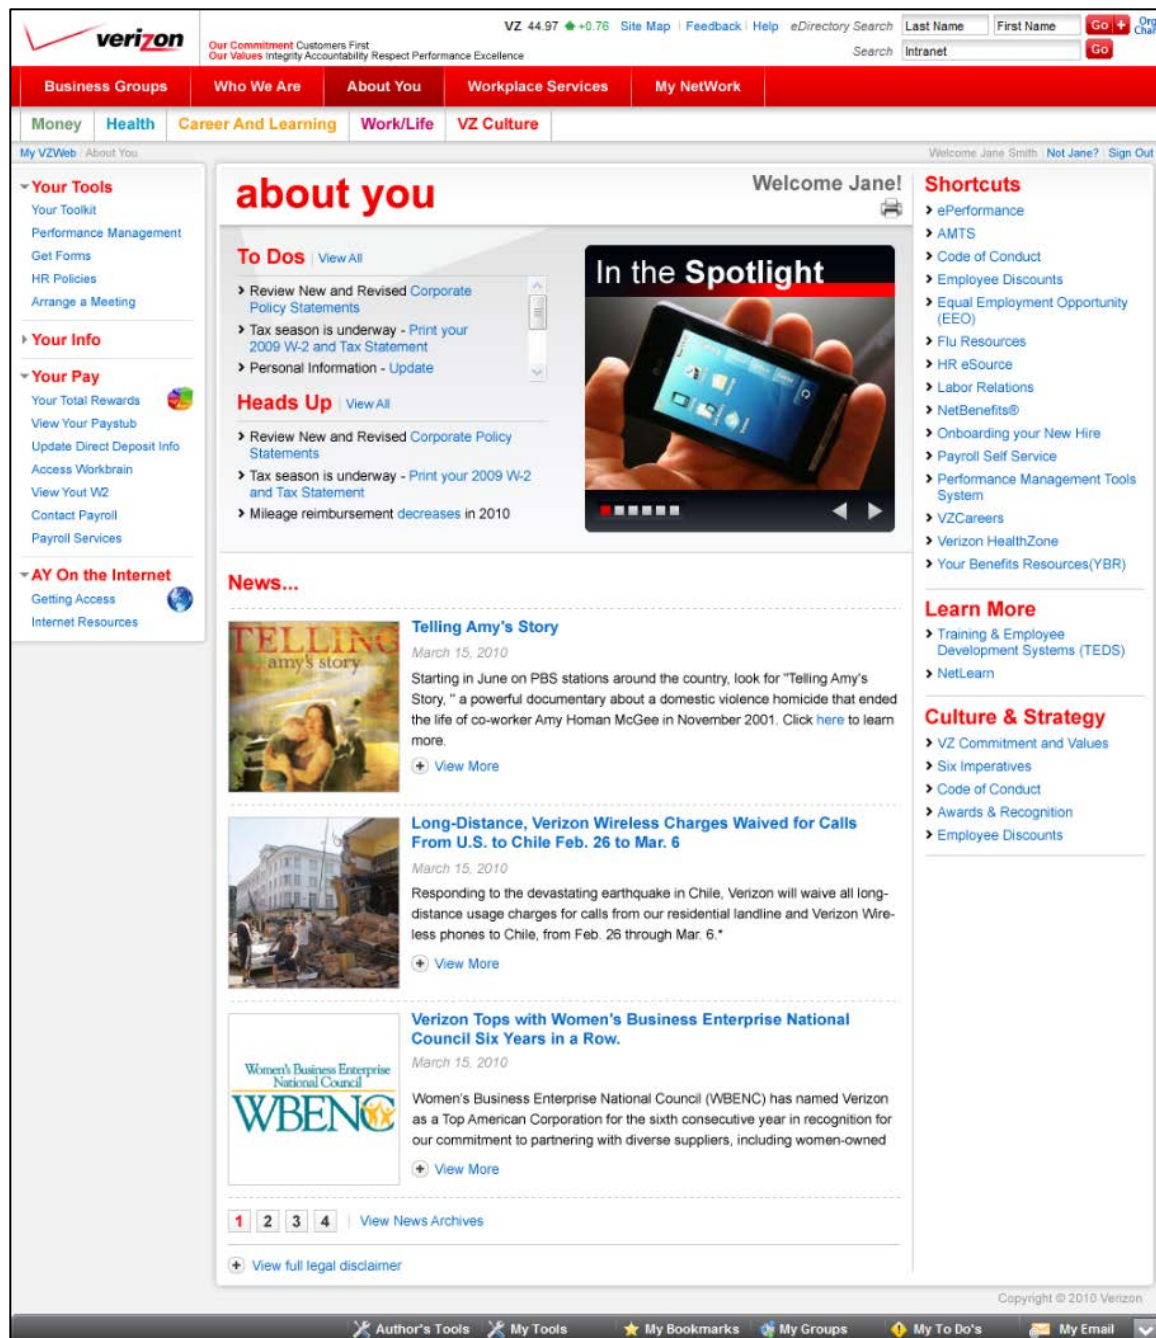 verizon
Our Commitment Customers First
Our Values Integrity Accountability Respect Performance Excellence
VZ 44.97 +0.76 Site Map Feedback Help eDirectory Search Last Name First Name Go
Search Intranet Go
Business Groups Who We Are About You Workplace Services My NetWork
Money Health Career And Learning Work/Life VZ Culture
My VZWeb / About You
Welcome Jane Smith Not Jane? Sign Out
Your Tools
Your Toolkit
Performance Management
Get Forms
HR Policies
Arrange a Meeting
Your Info
Your Pay
Your Total Rewards
View Your Paystub
Update Direct Deposit Info
Access Workbrain
View Yout W2
Contact Payroll
Payroll Services
AY On the Internet
Getting Access
Internet Resources
about you
Welcome Jane!
To Dos | View All
Review New and Revised Corporate
Policy Statements
Tax season is underway - Print your
2009 W-2 and Tax Statement
Personal Information - Update
Heads Up | View All
Review New and Revised Corporate Policy
Statements
Tax season is underway - Print your 2009 W-2
and Tax Statement
Mileage reimbursement decreases in 2010
In the Spotlight
News...
TELLING
amy's story
Telling Amy's Story
March 15, 2010
Starting in June on PBS stations around the country, look for "Telling Amy's
Story, " a powerful documentary about a domestic violence homicide that ended
the life of co-worker Amy Homan McGee in November 2001. Click here to learn
more.
View More
Long-Distance, Verizon Wireless Charges Waived for Calls
From U.S. to Chile Feb. 26 to Mar. 6
March 15, 2010
Responding to the devastating earthquake in Chile, Verizon will waive all long-
distance usage charges for calls from our residential landline and Verizon Wire-
less phones to Chile, from Feb. 26 through Mar. 6.*
View More
Women's Business Enterprise
National Council
WBENC
Verizon Tops with Women's Business Enterprise National
Council Six Years in a Row.
March 15, 2010
Women's Business Enterprise National Council (WBENC) has named Verizon
as a Top American Corporation for the sixth consecutive year in recognition for
our commitment to partnering with diverse suppliers, including women-owned
View More
1 2 3 4 | View News Archives
View full legal disclaimer
Shortcuts
ePerformance
AMTS
Code of Conduct
Employee Discounts
Equal Employment Opportunity
(EEO)
Flu Resources
HR eSource
Labor Relations
NetBenefits®
Onboarding your New Hire
Payroll Self Service
Performance Management Tools
System
VZCareers
Verizon HealthZone
Your Benefits Resources(YBR)
Learn More
Training & Employee
Development Systems (TEDS)
NetLearn
Culture & Strategy
VZ Commitment and Values
Six Imperatives
Code of Conduct
Awards & Recognition
Employee Discounts
Copyright © 2010 Verizon
Author's Tools My Tools My Bookmarks My Groups My To Do's My Email